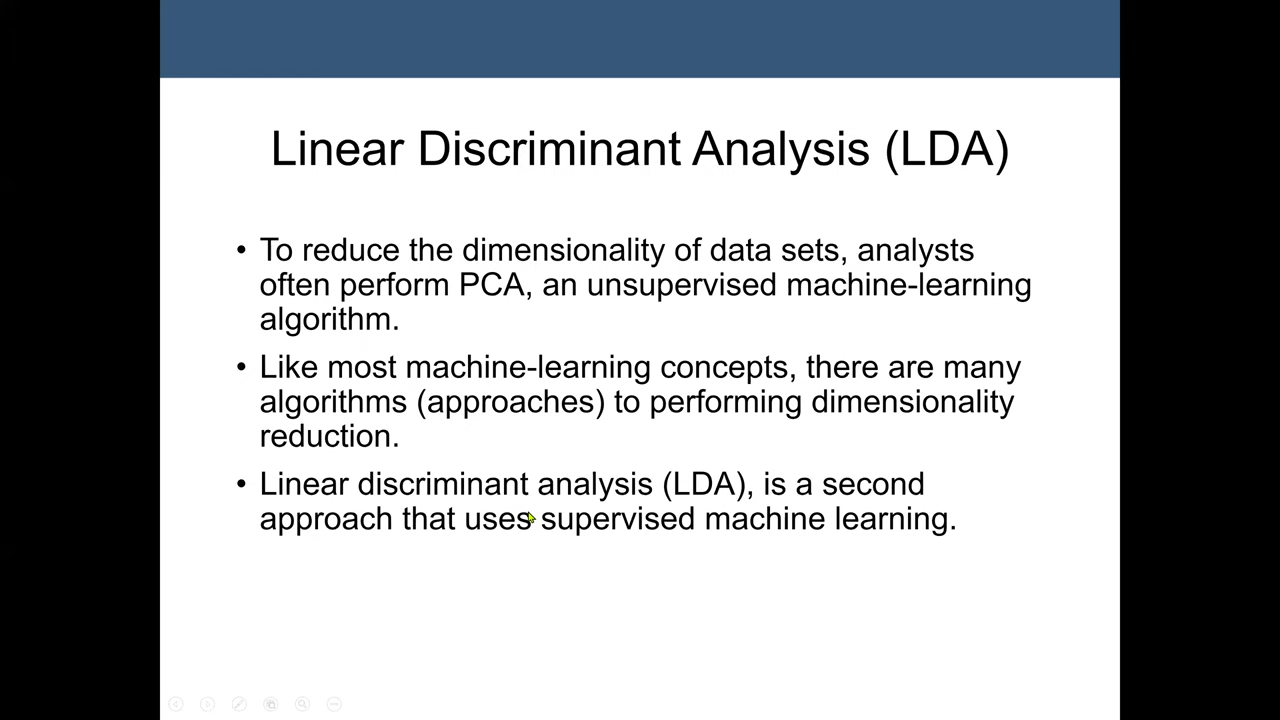 Linear Discriminant Analysis (LDA)
• To reduce the dimensionality of data sets, analysts
often perform PCA, an unsupervised machine-learning
algorithm.
• Like most machine-learning concepts, there are many
algorithms (approaches) to performing dimensionality
reduction.
• Linear discriminant analysis (LDA), is a second
approach that uses supervised machine learning.